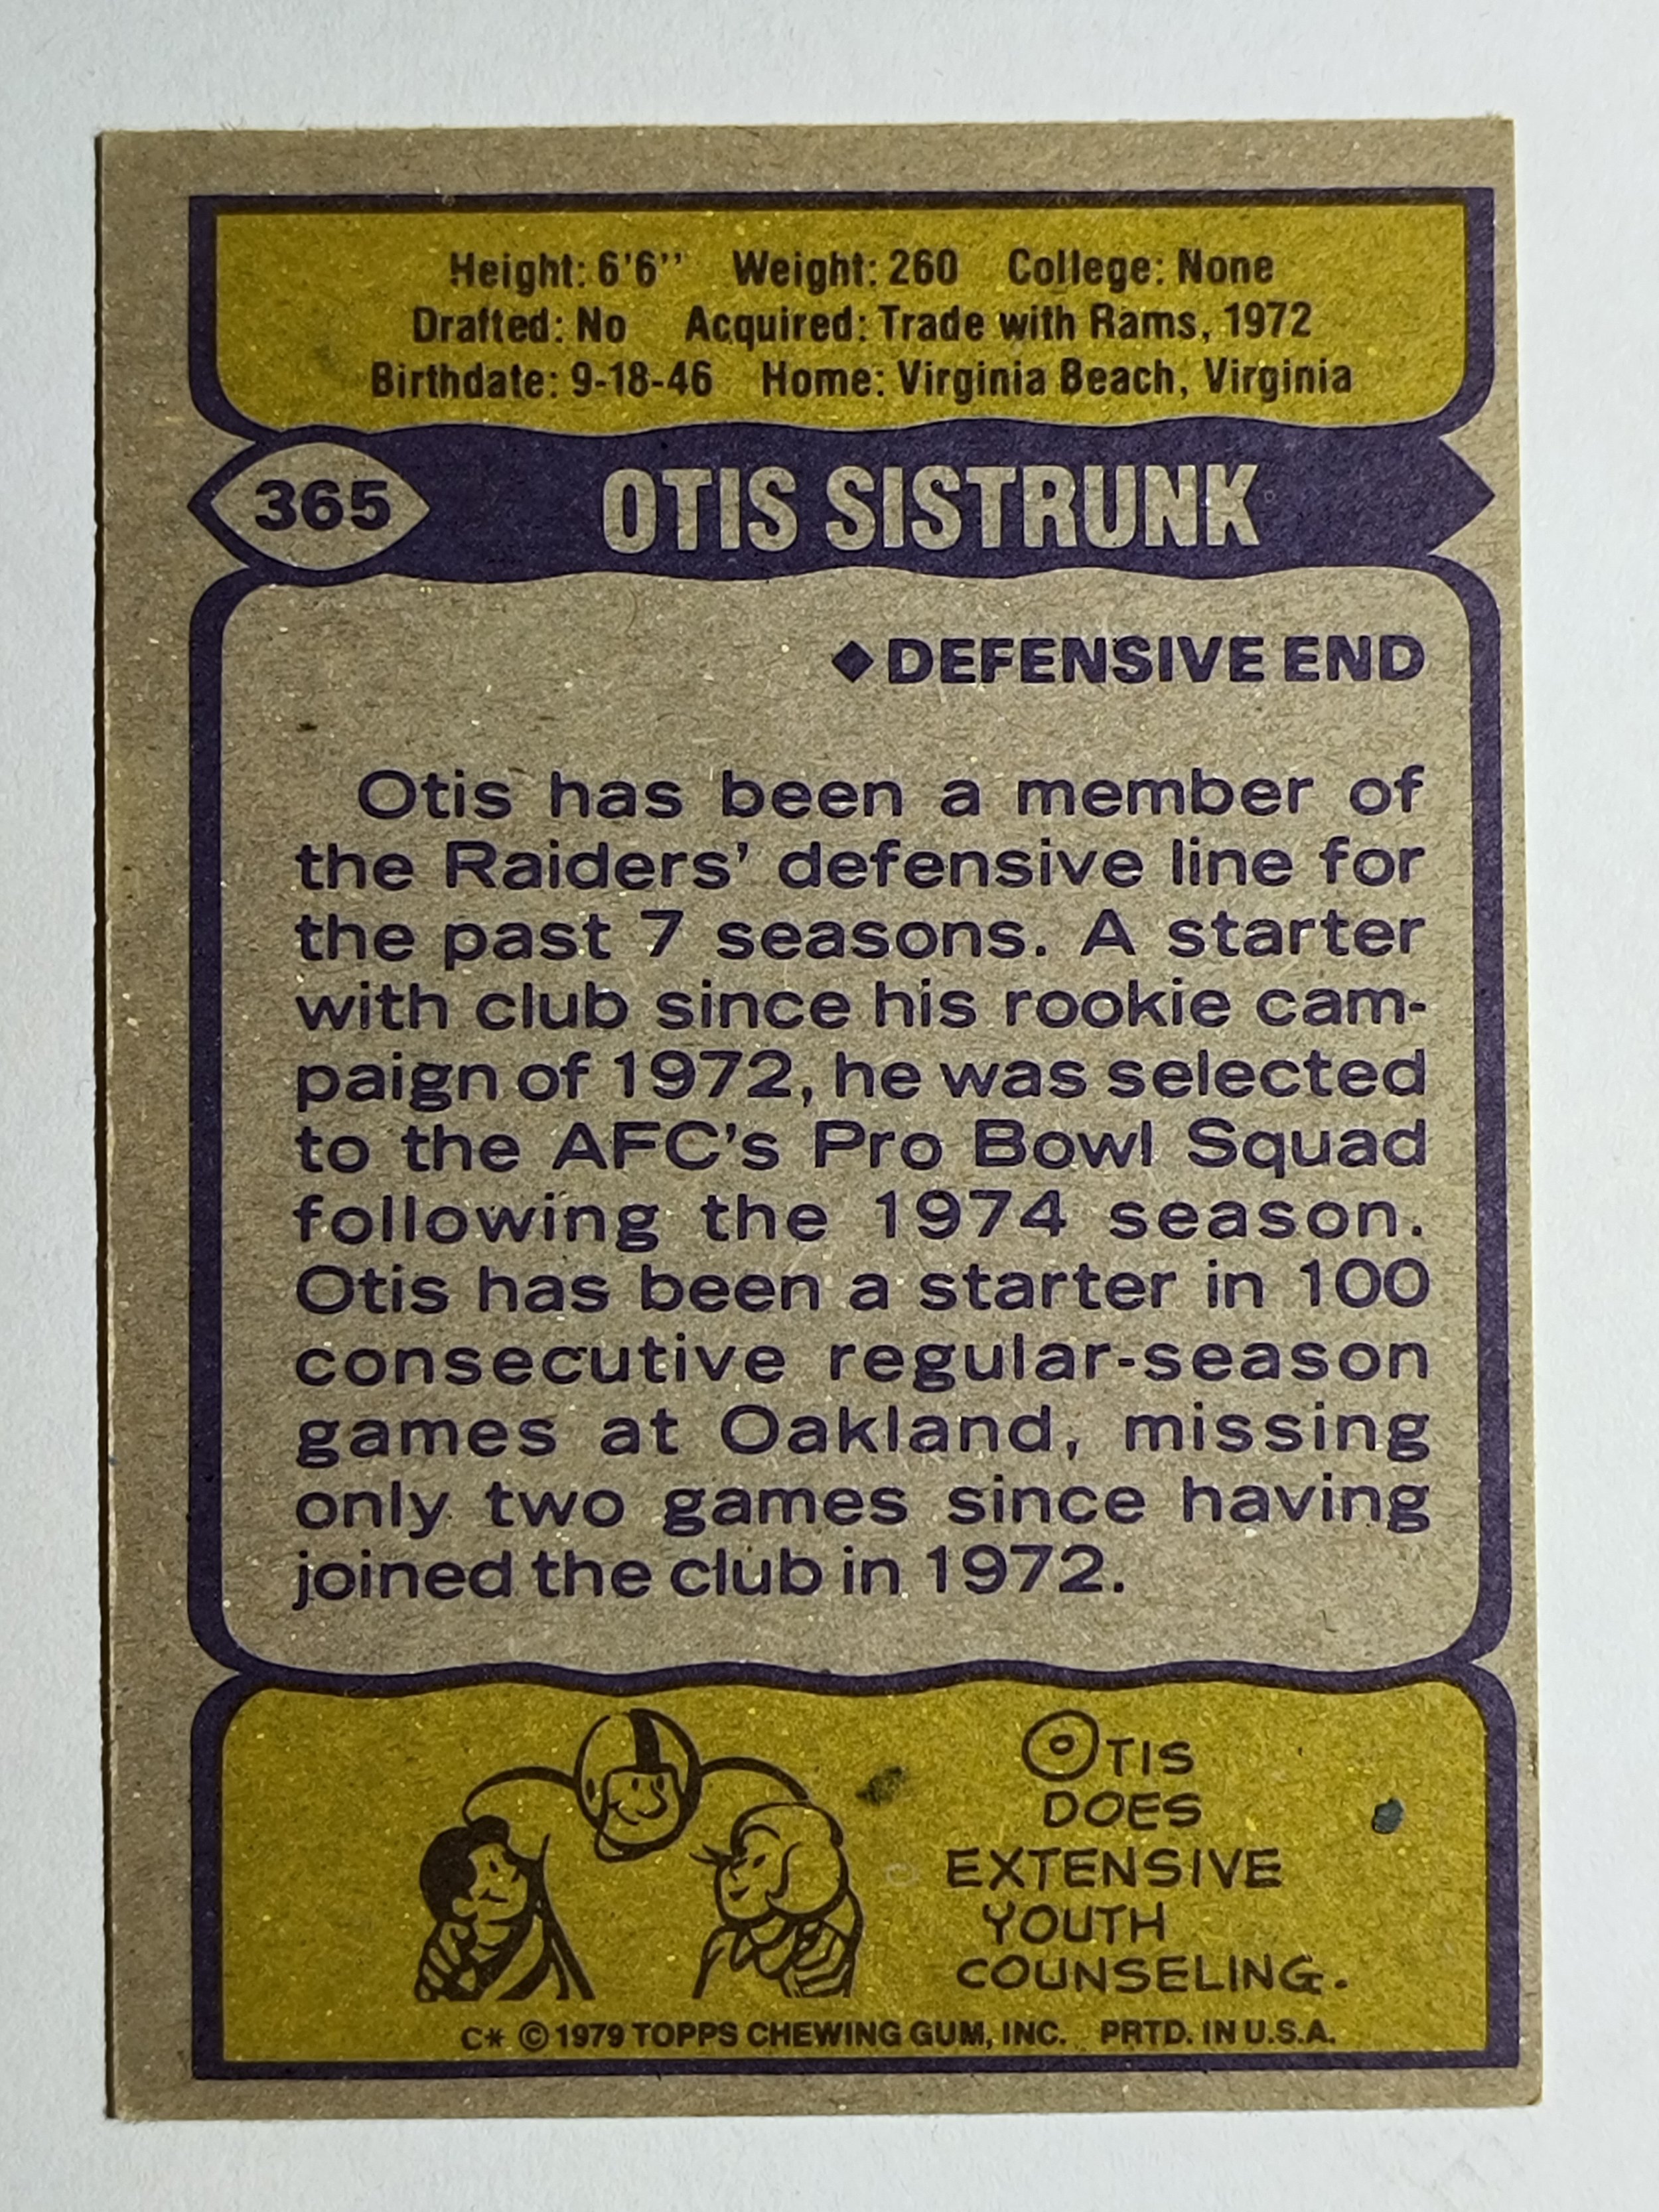 Height: 6'6'' Weight: 260 College: None
Drafted: No Acquired: Trade with Rams, 1972
Birthdate: 9-18-46 Home: Virginia Beach, Virginia
365 OTIS SISTRUNK
◆DEFENSIVE END
Otis has been a member of
the Raiders' defensive line for
the past 7 seasons. A starter
with club since his rookie cam-
paign of 1972, he was selected
to the AFC's Pro Bowl Squad
following the 1974 season.
Otis has been a starter in 100
consecutive regular-season
games at Oakland, missing
only two games since having
joined the club in 1972.
OTIS
DOES
EXTENSIVE
YOUTH
COUNSELING.
C* © 1979 TOPPS CHEWING GUM, INC. PRTD. IN U.S.A.